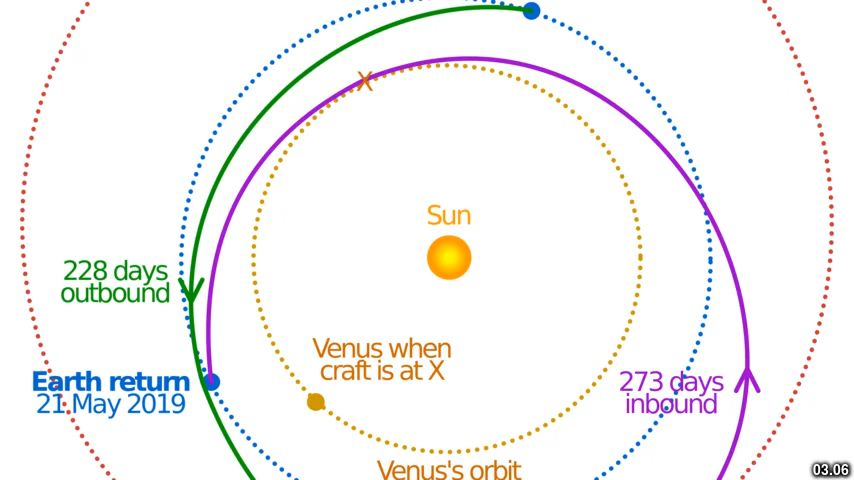 Sun
228 days
outbound
Venus when
craft is at X
X
Earth return
21 May 2019
273 days
inbound
Venus's orbit
03.06